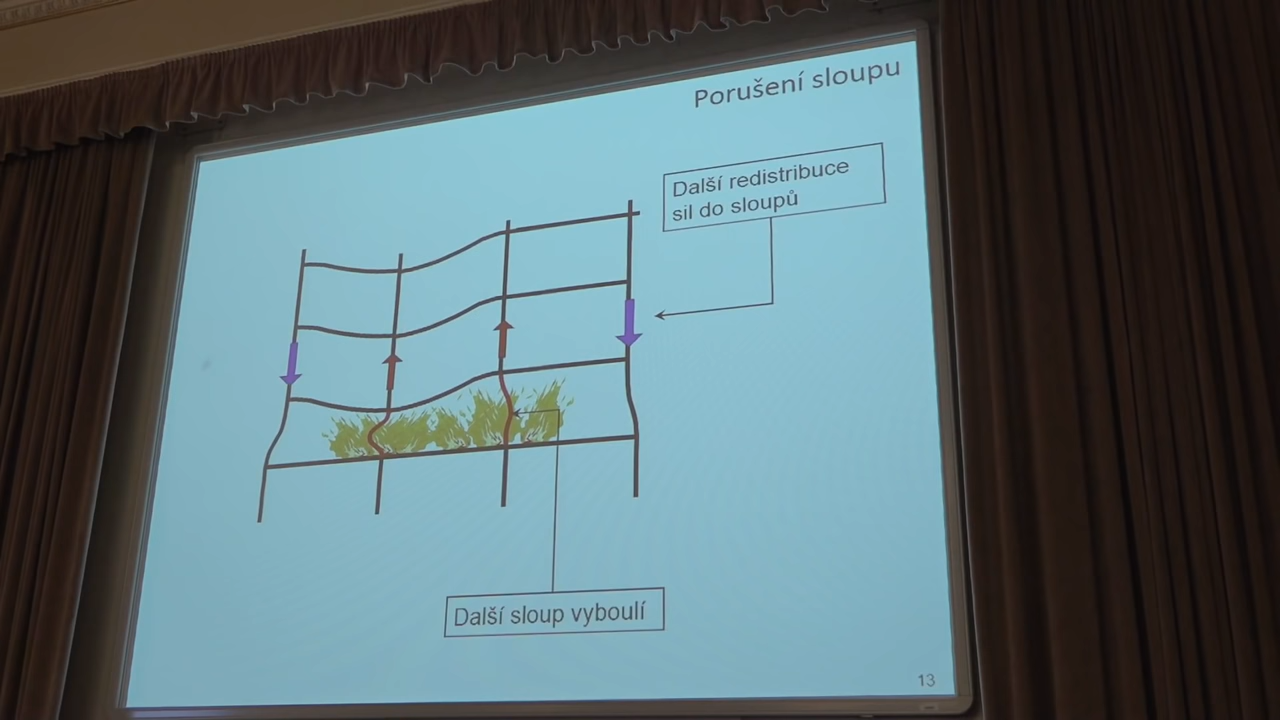 Porušení sloupu
Další redistribuce
sil do sloupů
Další sloup vyboulí
13